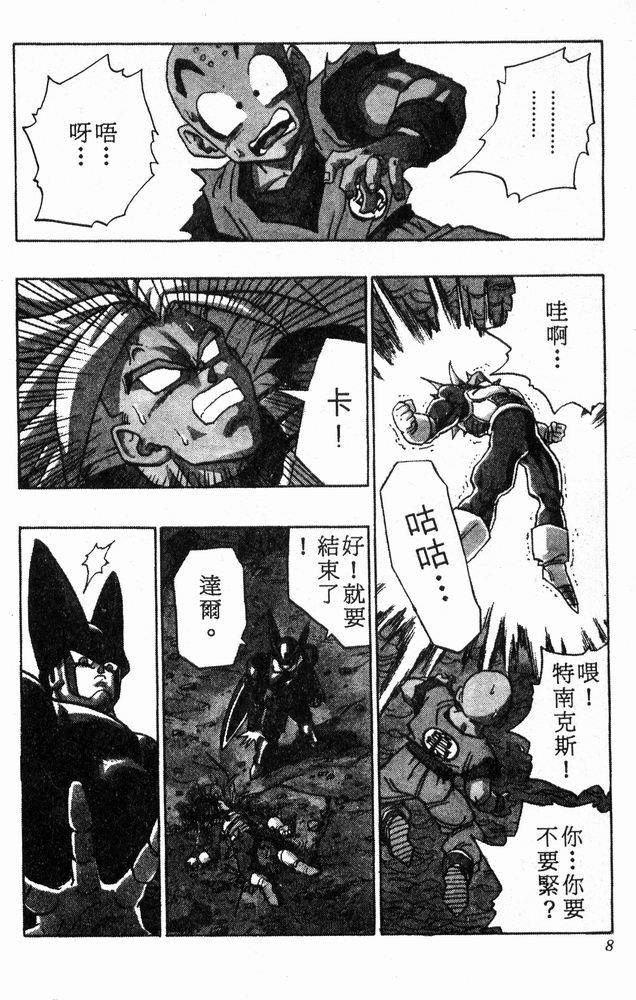 ………
………
唔…
呀…
哇啊…
咕咕…
喂！
特南克斯！
你…你要
不要緊？
卡！
好！就要
結束了
！
達爾。
8